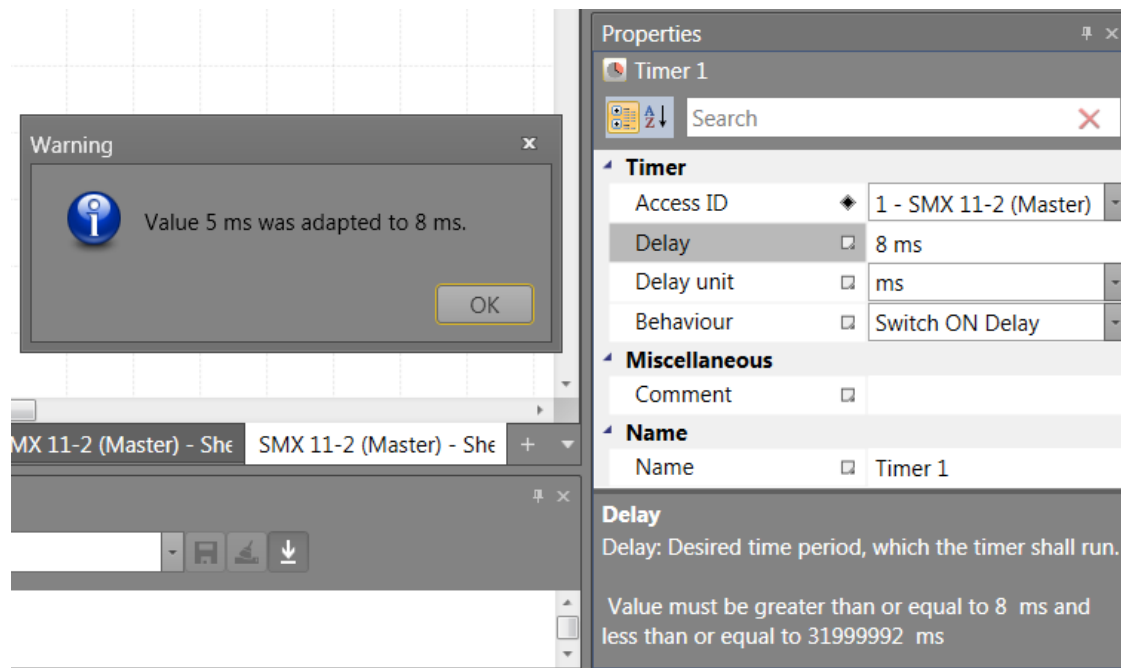 Warning
Value 5 ms was adapted to 8 ms.
OK
MX 11-2 (Master) - She
SMX 11-2 (Master) - She
Properties
Timer 1
Search
Timer
Access ID 1 - SMX 11-2 (Master)
Delay 8 ms
Delay unit ms
Behaviour Switch ON Delay
Miscellaneous
Comment
Name
Name Timer 1
Delay
Delay: Desired time period, which the timer shall run.
Value must be greater than or equal to 8 ms and
less than or equal to 31999992 ms